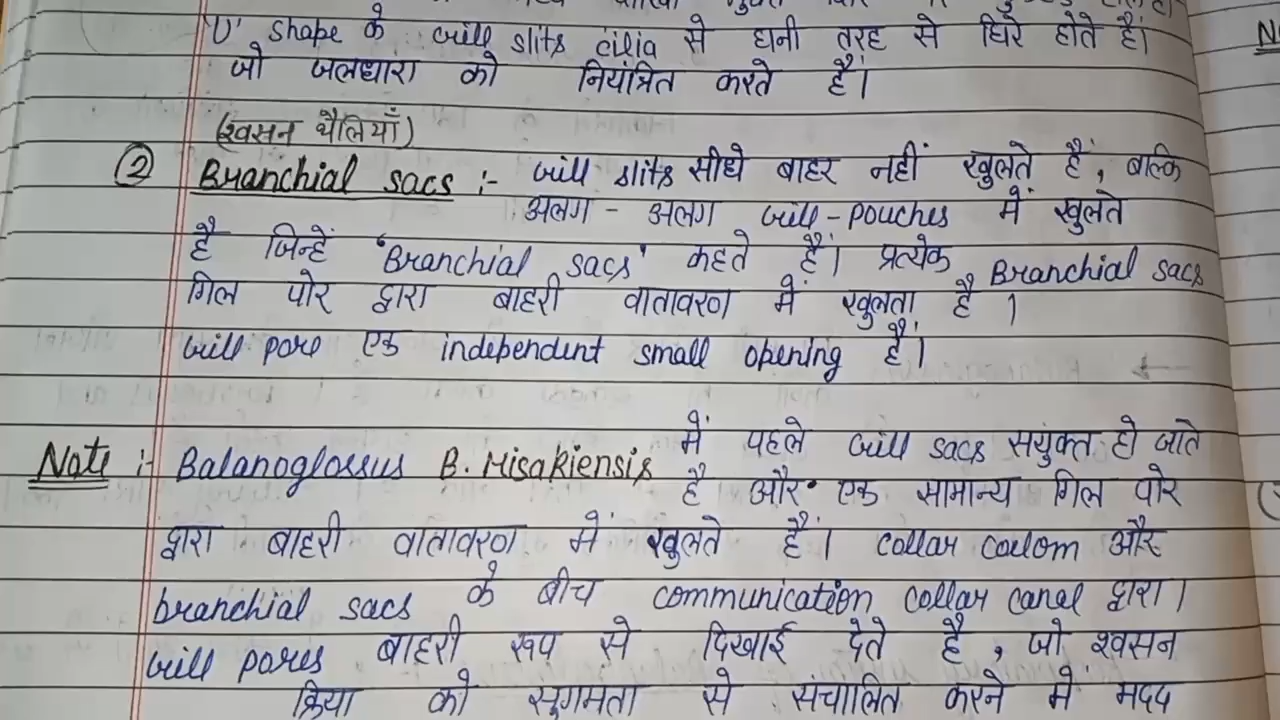 'U' shape के gill slits cilia से घनी तरह से घिरे होते हैं।
जो जलधारा को नियंत्रित करते हैं।
(श्वसन थैलियाँ)
② Branchial sacs :- gill slits सीधे बाहर नहीं खुलते हैं, बल्कि
अलग - अलग gill-pouches में खुलते
है जिन्हें 'Branchial sacs' कहते हैं। प्रत्येक Branchial sacs
गिल पोर द्वारा बाहरी वातावरण में खुलता है ।
gill pore एक independent small opening हैं।
Note :- Balanoglossus B. Misakiensis में पहले gill sacs सयुंक्त हो जाते
है और एक सामान्य गिल पोर
द्वारा बाहरी वातावरण में खुलते हैं। collar coelom और
branchial sacs के बीच communication collar canal द्वारा।
gill pores बाहरी रूप से दिखाई देते है, जो श्वसन
क्रिया को सुगमता से संचालित करने में मदद